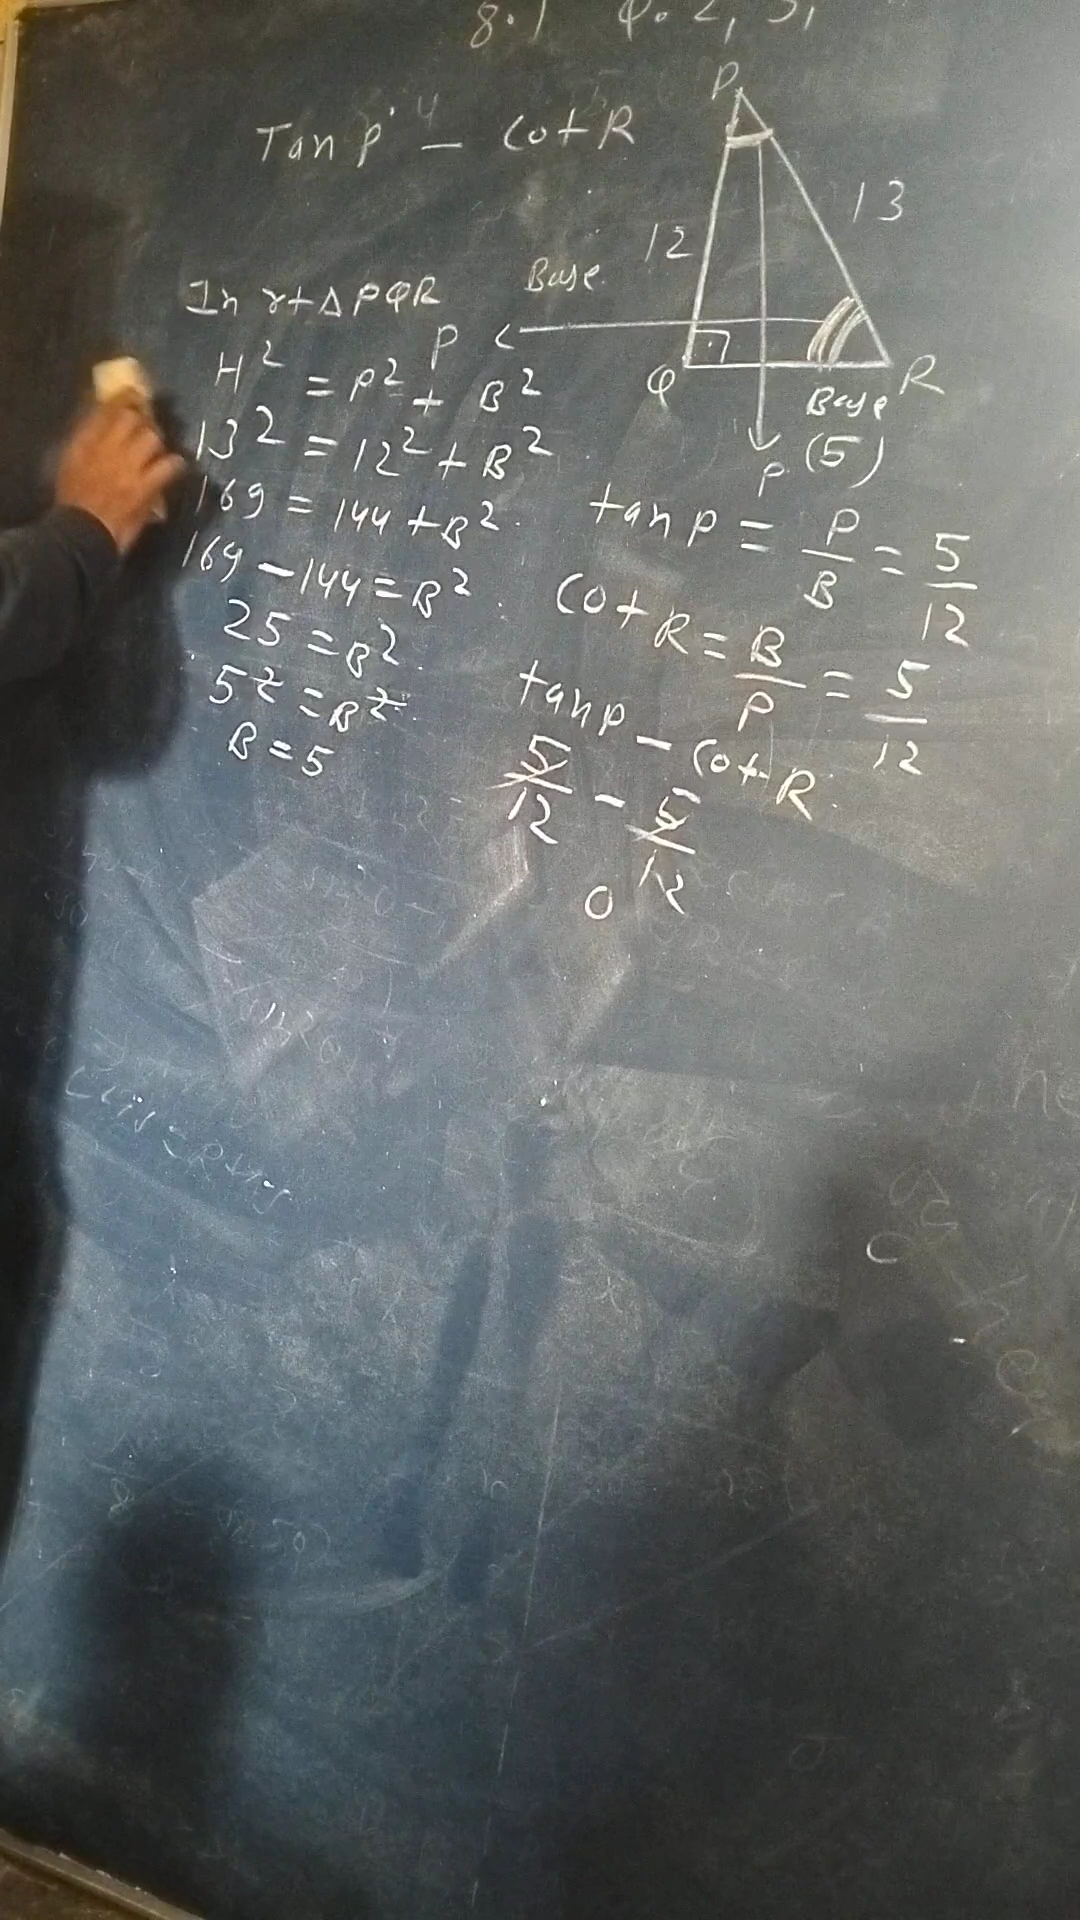 8.1 Q. 2, 3,
Tan P - Cot R
P
12
13
Base
Q
R
Base
(5)
P
In rt Δ PQR
P
H² = P² + B²
13² = 12² + B²
169 = 144 + B²
169 - 144 = B²
25 = B²
5² = B²
B = 5
tan P = P/B = 5/12
Cot R = B/P = 5/12
tan P - Cot R
5/12 - 5/12
0